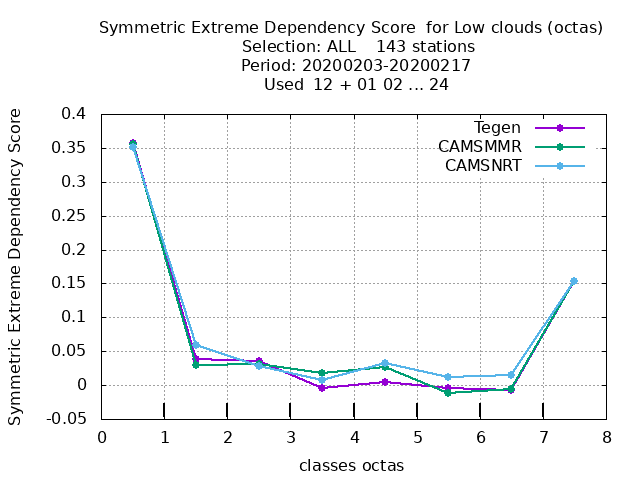 Symmetric Extreme Dependency Score  for Low clouds (octas)
Selection: ALL    143 stations
Period: 20200203-20200217
Used  12 + 01 02 ... 24
Symmetric Extreme Dependency Score
0.4
0.35
0.3
0.25
0.2
0.15
0.1
0.05
0
-0.05
Tegen
CAMSMMR
CAMSNRT
0 1 2 3 4 5 6 7 8
classes octas